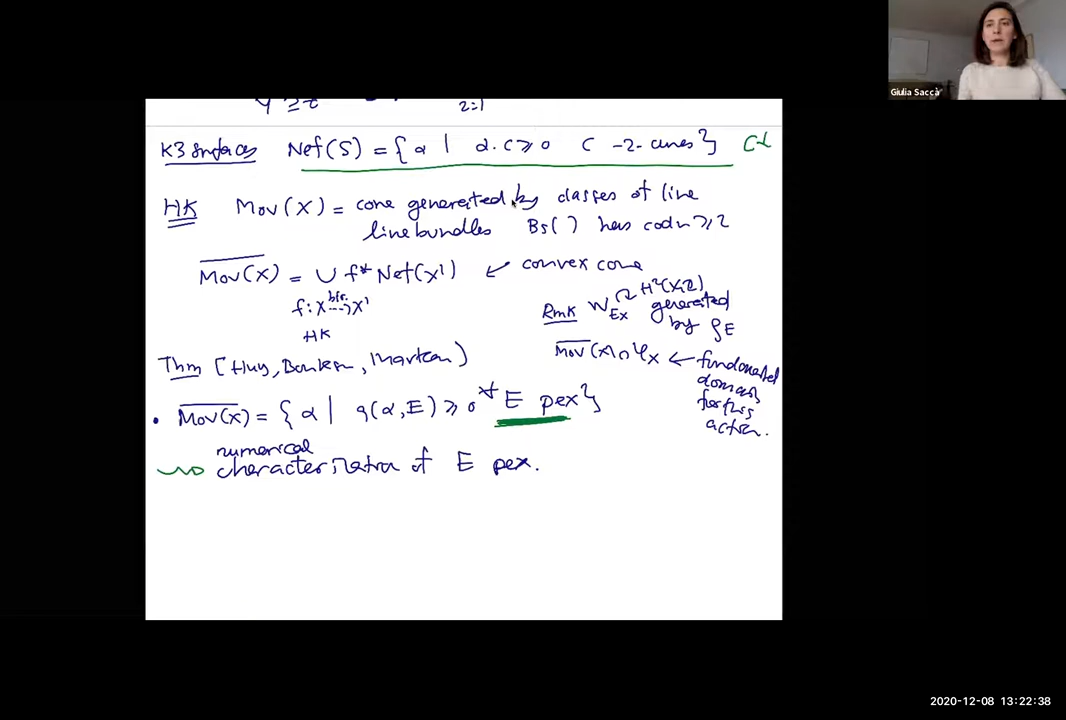 Giulia Saccà
2=1
K3 surfaces Nef(S) = { α | α.C ≥ 0 C -2-curves }
HK Mov(X) = cone generated by classes of line
line bundles Bs( ) has codim ≥ 2
Mov(X) = ∪ f* Nef(X') ↙ convex cone
f: X ⇢ X'
bir.
HK
Rmk W_Ex ↷ H²(X,Z)
generated
by ρ_E
Mov(X) ∩ 𝒞_X ← fundamental
domain
for this
action.
Thm [Huy, Boucksom, Markman)
• Mov(X) = { α | q(α,E) ≥ 0 ∀ E pex }
numerical
characterization of E pex.
2020-12-08 13:22:38